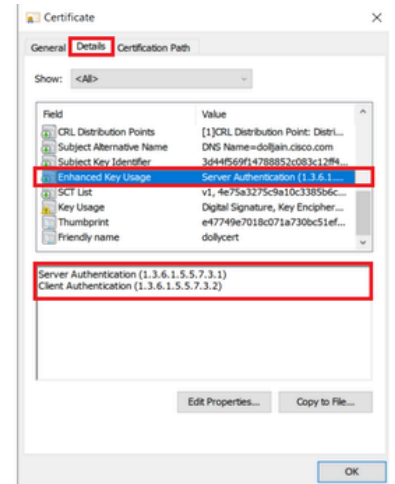 Certificate
General Details Certification Path
Show: <All>
Field Value
CRL Distribution Points [1]CRL Distribution Point: Distri...
Subject Alternative Name DNS Name=dolljain.cisco.com
Subject Key Identifier 3d44f569f14788852c083c12ff4...
Enhanced Key Usage Server Authentication (1.3.6.1....
SCT List v1, 4e75a3275c9a10c3385b6c...
Key Usage Digital Signature, Key Encipher...
Thumbprint e47749e7018c071a730bc51ef...
Friendly name dollycert
Server Authentication (1.3.6.1.5.5.7.3.1)
Client Authentication (1.3.6.1.5.5.7.3.2)
Edit Properties... Copy to File...
OK